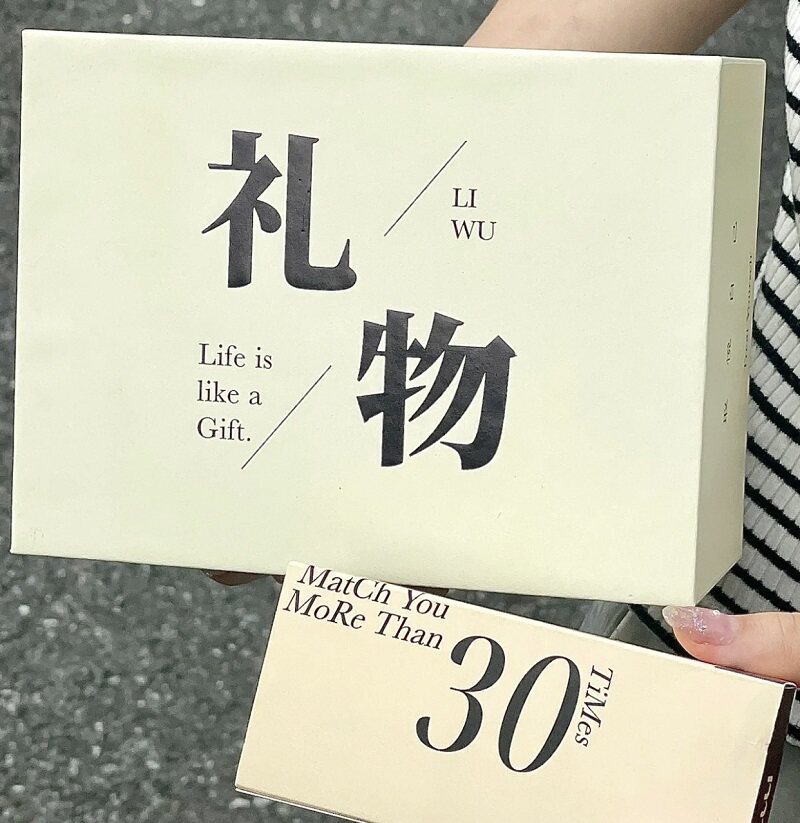 礼
LI
WU
物
Life is
like a
Gift.
MatCh You
MoRe Than
30
TiMes